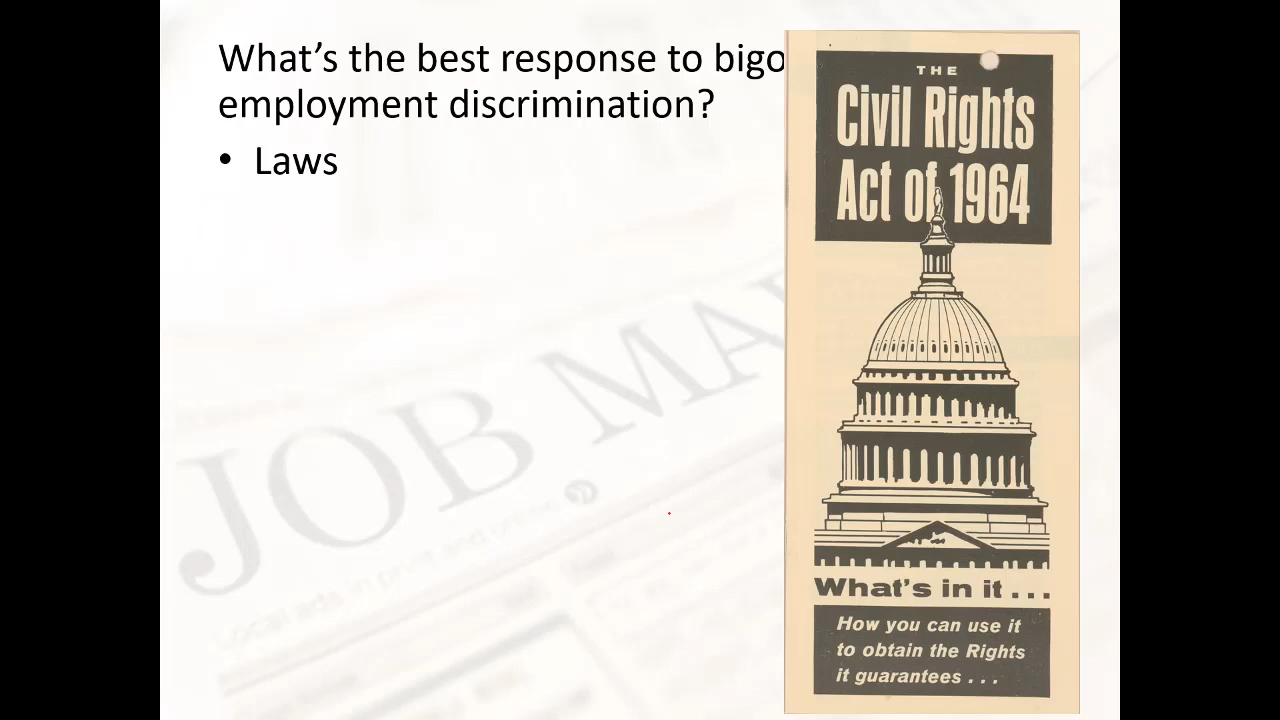 What's the best response to bigo
employment discrimination?
• Laws
THE
Civil Rights
Act of 1964
JOB MA
What's in it . . .
How you can use it
to obtain the Rights
it guarantees . . .